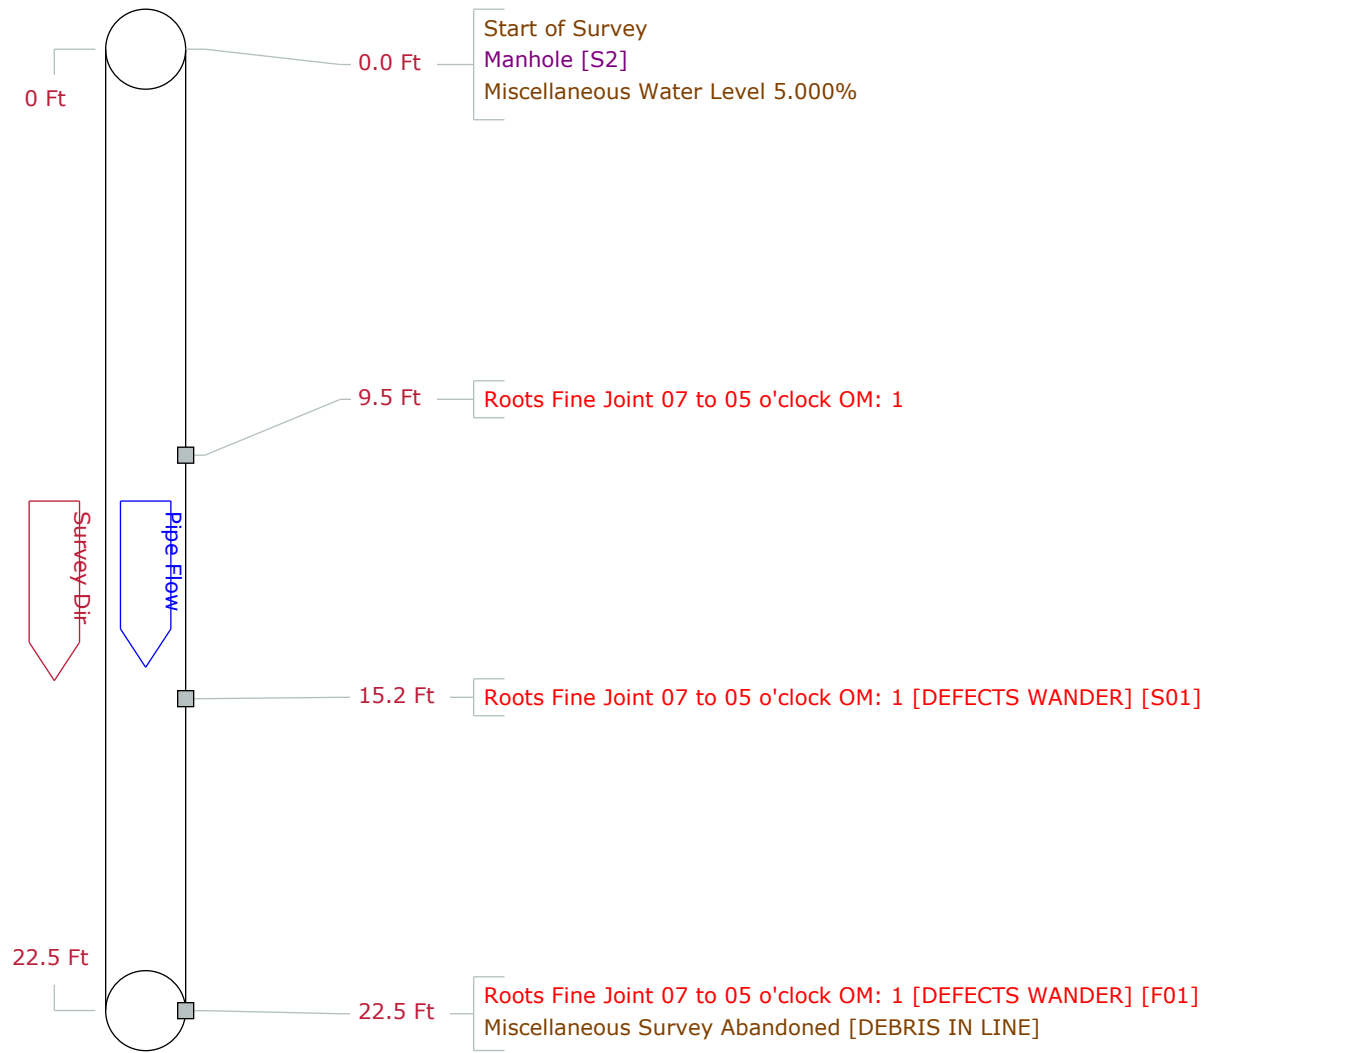 Start of Survey
0.0 Ft
Manhole [S2]
0 Ft
Miscellaneous Water Level 5.000%
9.5 Ft
Roots Fine Joint 07 to 05 o'clock OM: 1
Survey Dir
Pipe Flow
15.2 Ft
Roots Fine Joint 07 to 05 o'clock OM: 1 [DEFECTS WANDER] [S01]
22.5 Ft
22.5 Ft
Roots Fine Joint 07 to 05 o'clock OM: 1 [DEFECTS WANDER] [F01]
Miscellaneous Survey Abandoned [DEBRIS IN LINE]